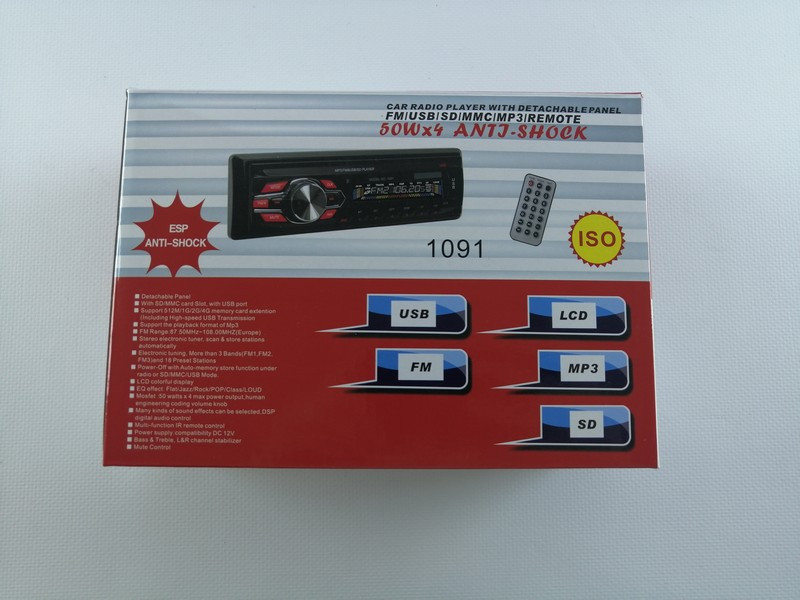 CAR RADIO PLAYER WITH DETACHABLE PANEL
FM/USB/SD/MMC/MP3/REMOTE
50Wx4 ANTI-SHOCK
FM2 106.20
ESP
ANTI-SHOCK
1091
ISO
Detachable Panel
With SD/MMC card Slot, with USB port
Support 512M/1G/2G/4G memory card extention
(Including High-speed USB Transmission
Support the playback format of Mp3
FM Range 87.50MHz~108.00MHZ(Europe)
Stereo electronic tuner, scan & store stations
automatically
Electronic tuning, More than 3 Bands(FM1,FM2
FM3)and 18 Preset Stations
Power-Off with Auto-memory store function under
radio or SD/MMC/USB Mode.
LCD colorful display
EQ effect: Flat/Jazz/Rock/POP/Class/LOUD
Mosfet :50 watts x 4 max power output,human
engineering coding volume knob
Many kinds of sound effects can be selected,DSP
digital audio control
Multi-function IR remote control
Power supply compatibility DC 12V
Bass & Treble, L&R channel stabilizer
Mute Control
USB
LCD
FM
MP3
SD